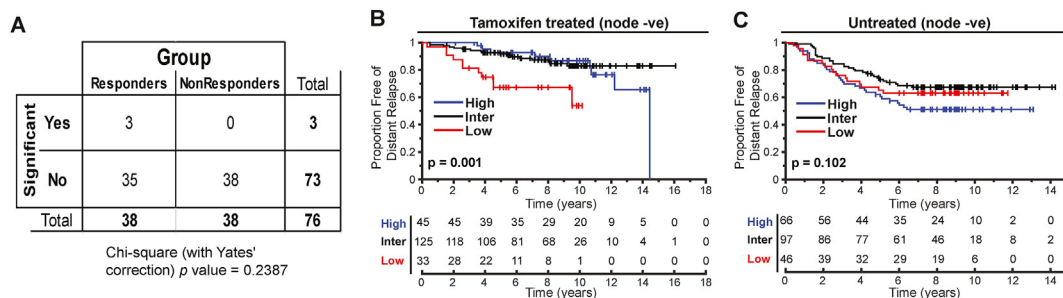 A
Group
Responders NonResponders Total
Significant
Yes 3 0 3
No 35 38 73
Total 38 38 76
Chi-square (with Yates'
correction) p value = 0.2387
B
Tamoxifen treated (node -ve)
Proportion Free of
Distant Relapse
1
0.8
0.6
0.4
0.2
0
High
Inter
Low
p = 0.001
0 2 4 6 8 10 12 14 16 18
Time (years)
High 45 45 39 35 29 20 9 5 0 0
Inter 125 118 106 81 68 26 10 4 1 0
Low 33 28 22 11 8 1 0 0 0 0
0 2 4 6 8 10 12 14 16 18
Time (years)
C
Untreated (node -ve)
Proportion Free of
Distant Relapse
1
0.8
0.6
0.4
0.2
0
High
Inter
Low
p = 0.102
0 2 4 6 8 10 12 14
Time (years)
High 66 56 44 35 24 10 2 0
Inter 97 86 77 61 46 18 8 2
Low 46 39 32 29 19 6 0 0
0 2 4 6 8 10 12 14
Time (years)